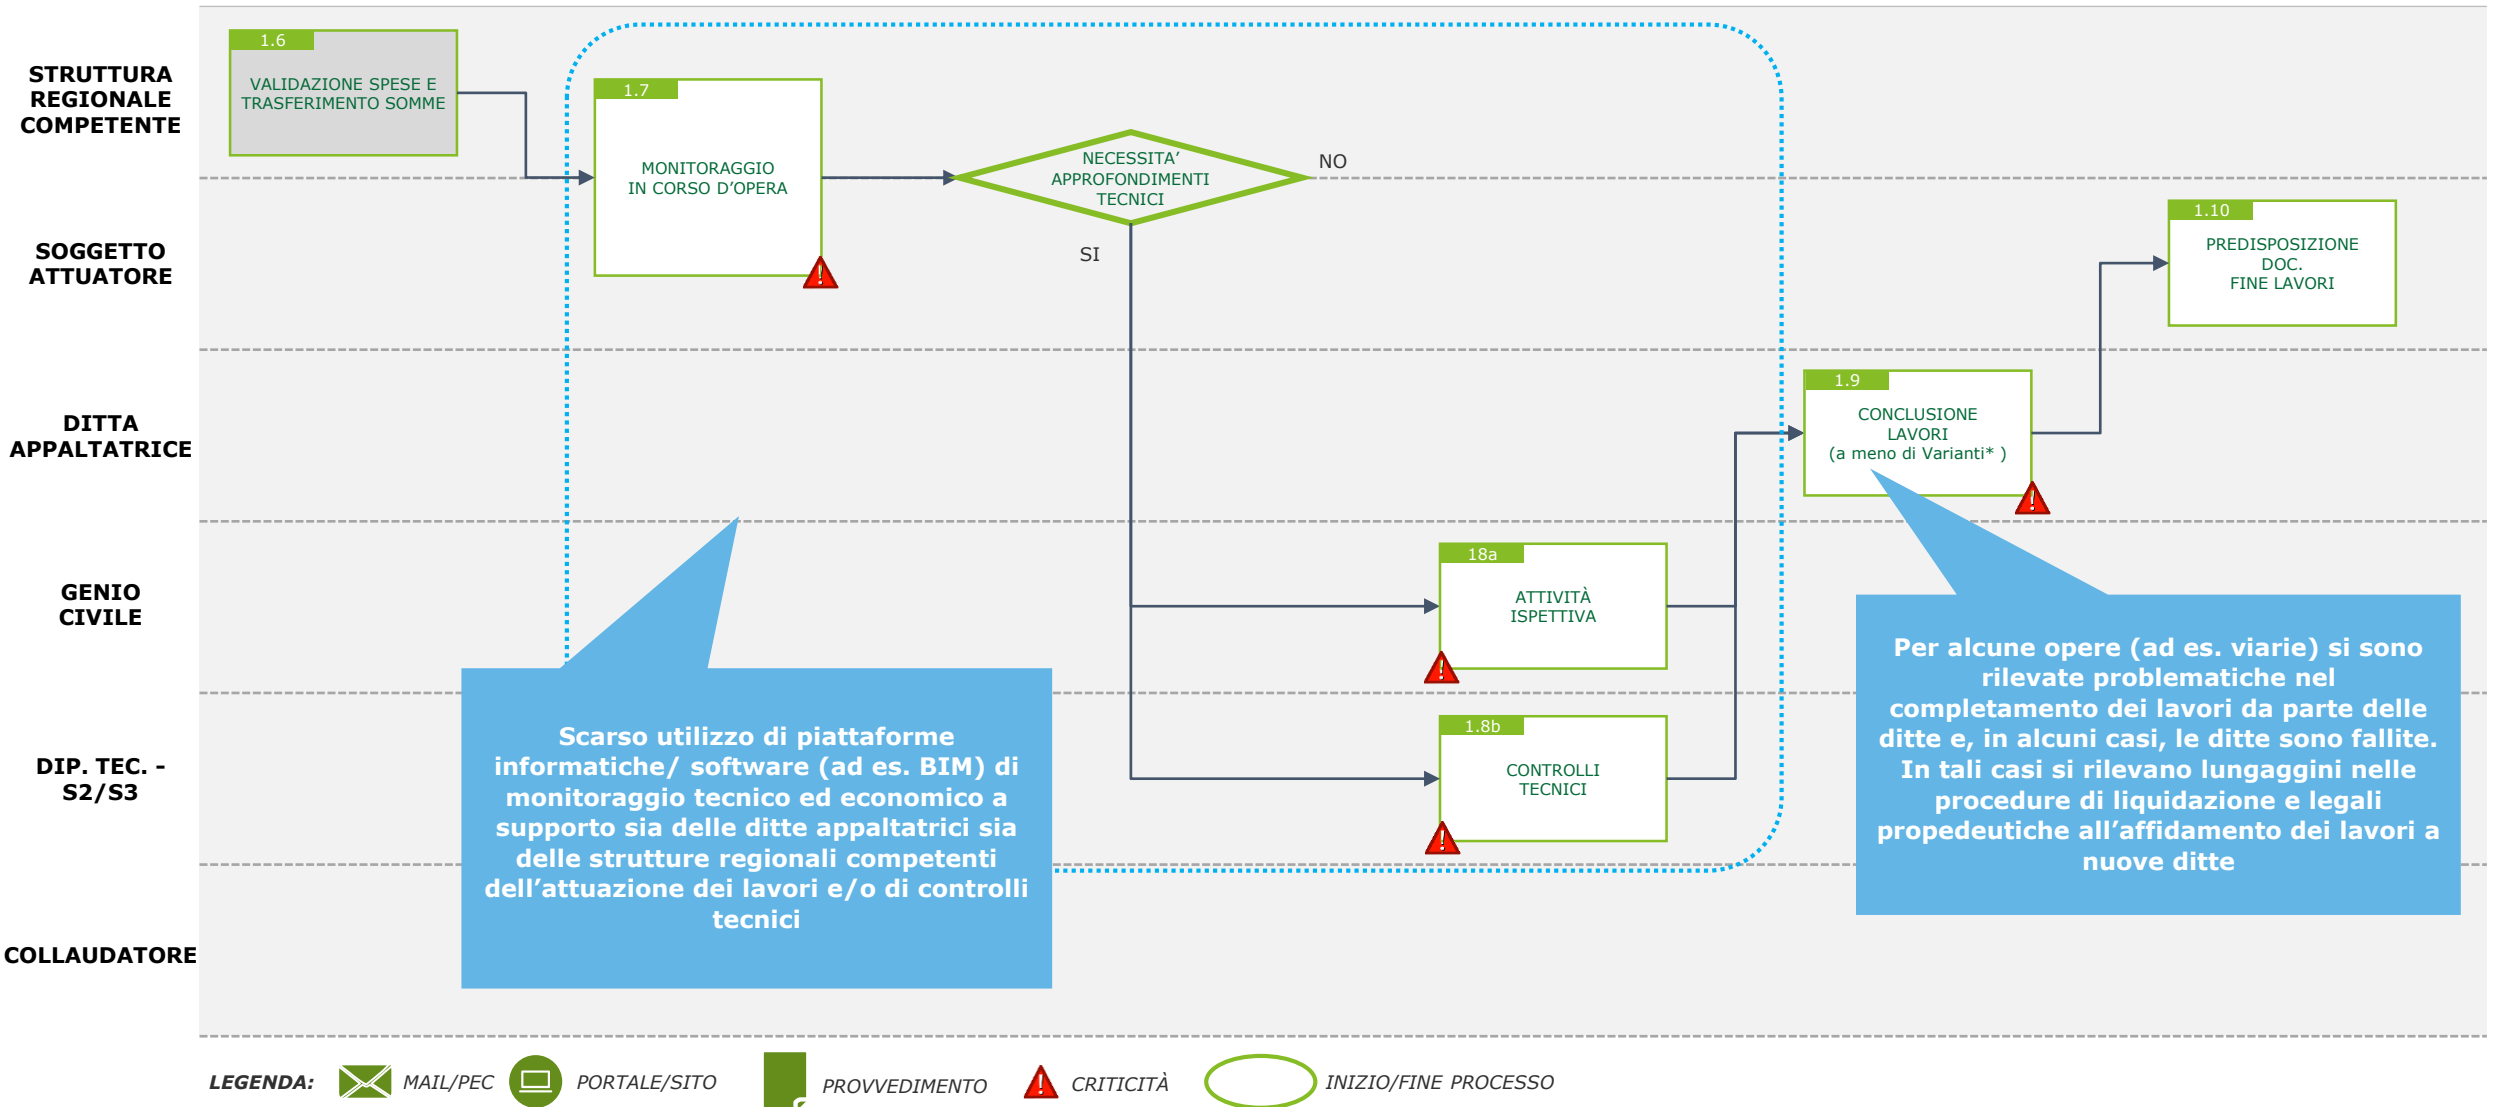 STRUTTURA
REGIONALE
COMPETENTE
1.6
VALIDAZIONE SPESE E
TRASFERIMENTO SOMME
1.7
MONITORAGGIO
IN CORSO D’OPERA
NECESSITA’
APPROFONDIMENTI
TECNICI
NO
SI
SOGGETTO
ATTUATORE
1.10
PREDISPOSIZIONE
DOC.
FINE LAVORI
DITTA
APPALTATRICE
1.9
CONCLUSIONE
LAVORI
(a meno di Varianti* )
GENIO
CIVILE
18a
ATTIVITÀ
ISPETTIVA
DIP. TEC. -
S2/S3
1.8b
CONTROLLI
TECNICI
Scarso utilizzo di piattaforme
informatiche/ software (ad es. BIM) di
monitoraggio tecnico ed economico a
supporto sia delle ditte appaltatrici sia
delle strutture regionali competenti
dell’attuazione dei lavori e/o di controlli
tecnici
Per alcune opere (ad es. viarie) si sono
rilevate problematiche nel
completamento dei lavori da parte delle
ditte e, in alcuni casi, le ditte sono fallite.
In tali casi si rilevano lungaggini nelle
procedure di liquidazione e legali
propedeutiche all’affidamento dei lavori a
nuove ditte
COLLAUDATORE
LEGENDA:
MAIL/PEC
PORTALE/SITO
PROVVEDIMENTO
CRITICITÀ
INIZIO/FINE PROCESSO